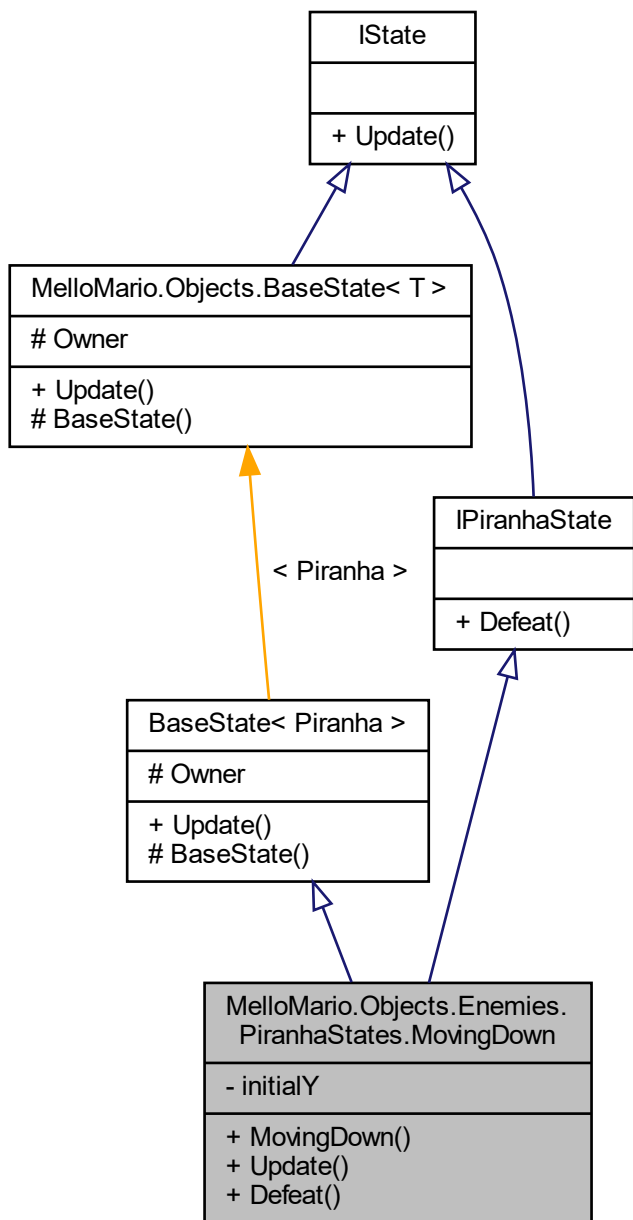 IState
+ Update()
MelloMario.Objects.BaseState< T >
# Owner
+ Update()
# BaseState()
IPiranhaState
+ Defeat()
< Piranha >
BaseState< Piranha >
# Owner
+ Update()
# BaseState()
MelloMario.Objects.Enemies.
PiranhaStates.MovingDown
- initialY
+ MovingDown()
+ Update()
+ Defeat()